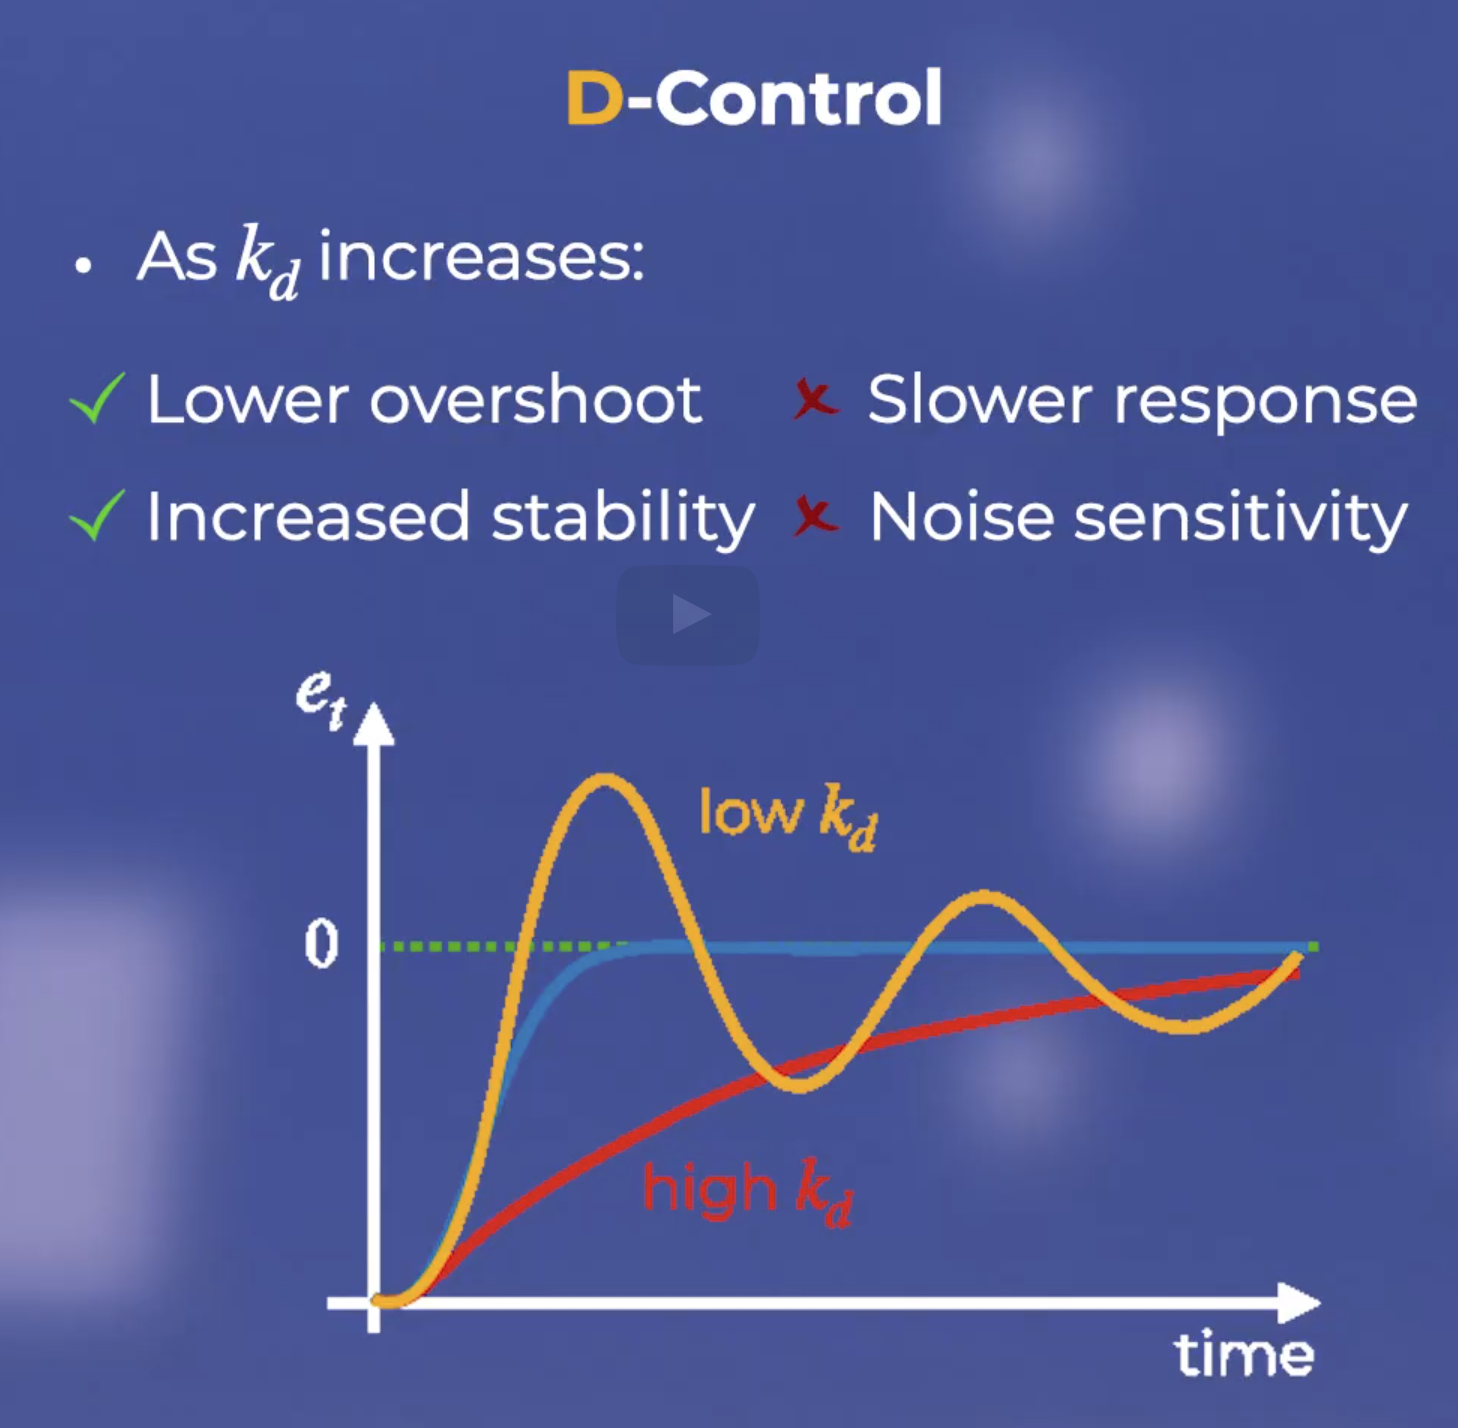 D-Control
• As k_d increases:
✓ Lower overshoot ✗ Slower response
✓ Increased stability ✗ Noise sensitivity
e_t
low k_d
0
high k_d
time